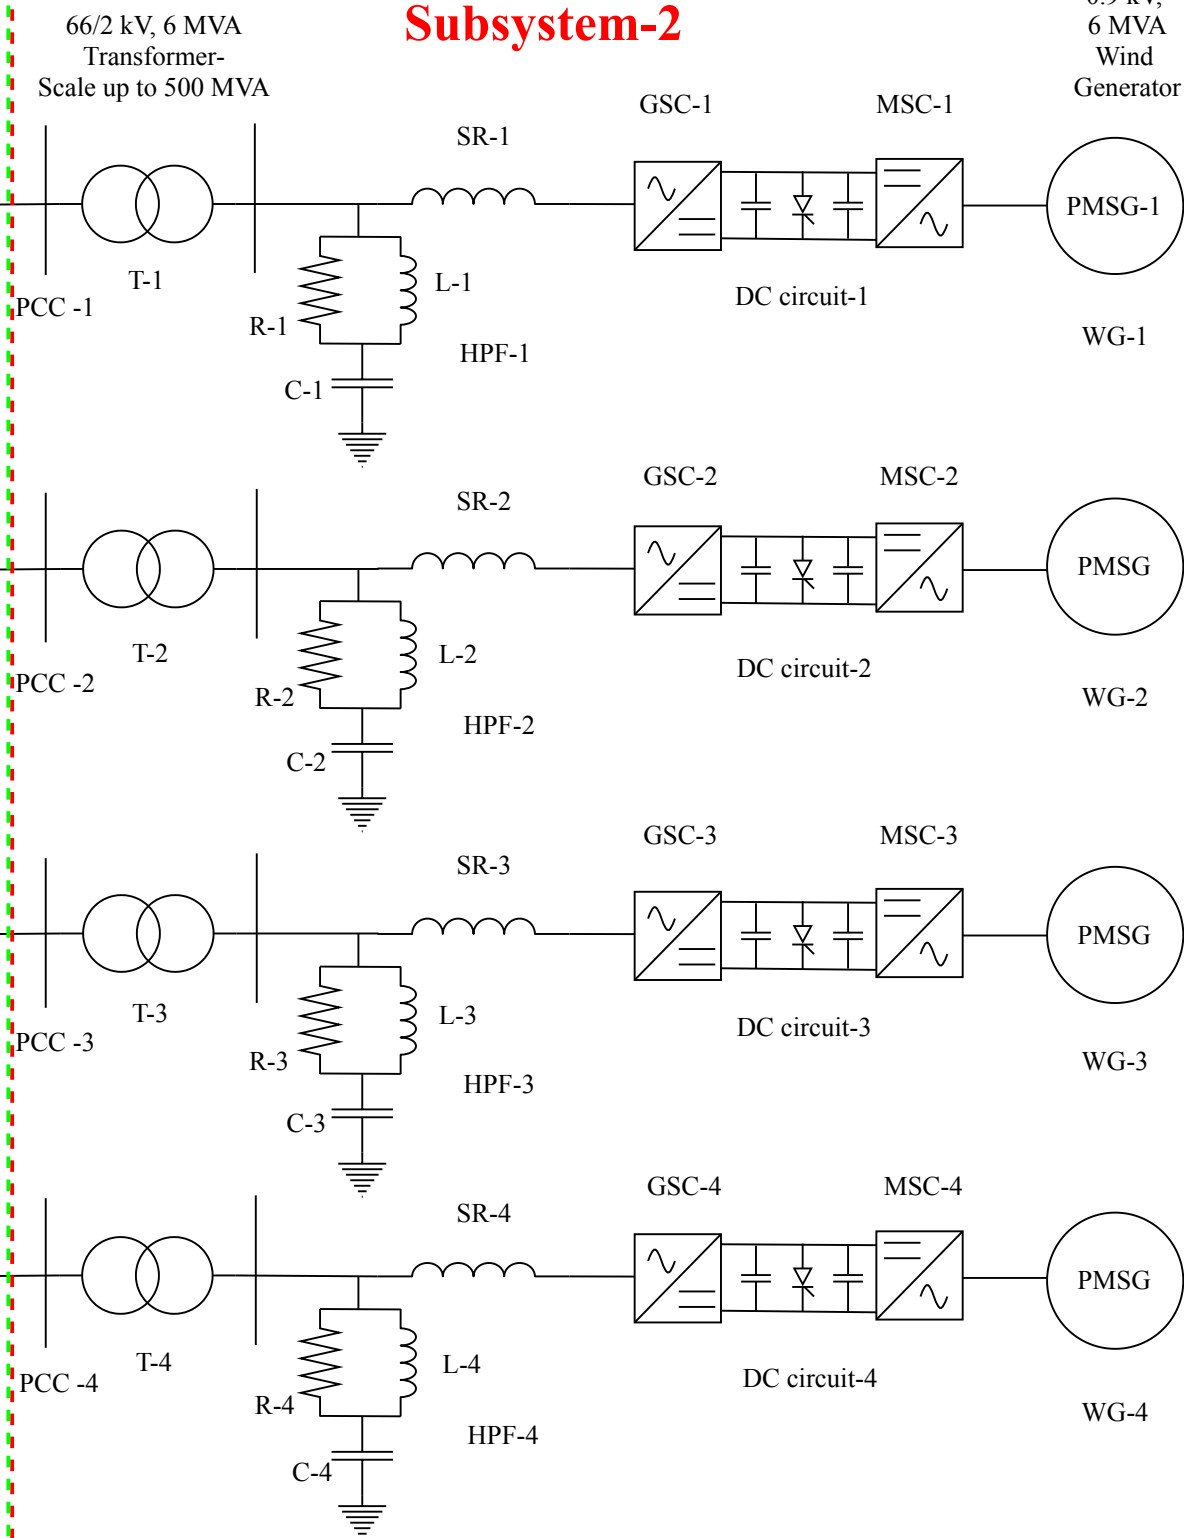 Subsystem-2
66/2 kV, 6 MVA
Transformer-
Scale up to 500 MVA
0.9 kV,
6 MVA
Wind
Generator
GSC-1
MSC-1
SR-1
PMSG-1
T-1
L-1
DC circuit-1
PCC -1
R-1
WG-1
HPF-1
C-1
GSC-2
MSC-2
SR-2
PMSG
T-2
L-2
DC circuit-2
PCC -2
R-2
WG-2
HPF-2
C-2
GSC-3
MSC-3
SR-3
PMSG
T-3
L-3
DC circuit-3
PCC -3
R-3
WG-3
HPF-3
C-3
GSC-4
MSC-4
SR-4
PMSG
T-4
L-4
DC circuit-4
PCC -4
R-4
WG-4
HPF-4
C-4